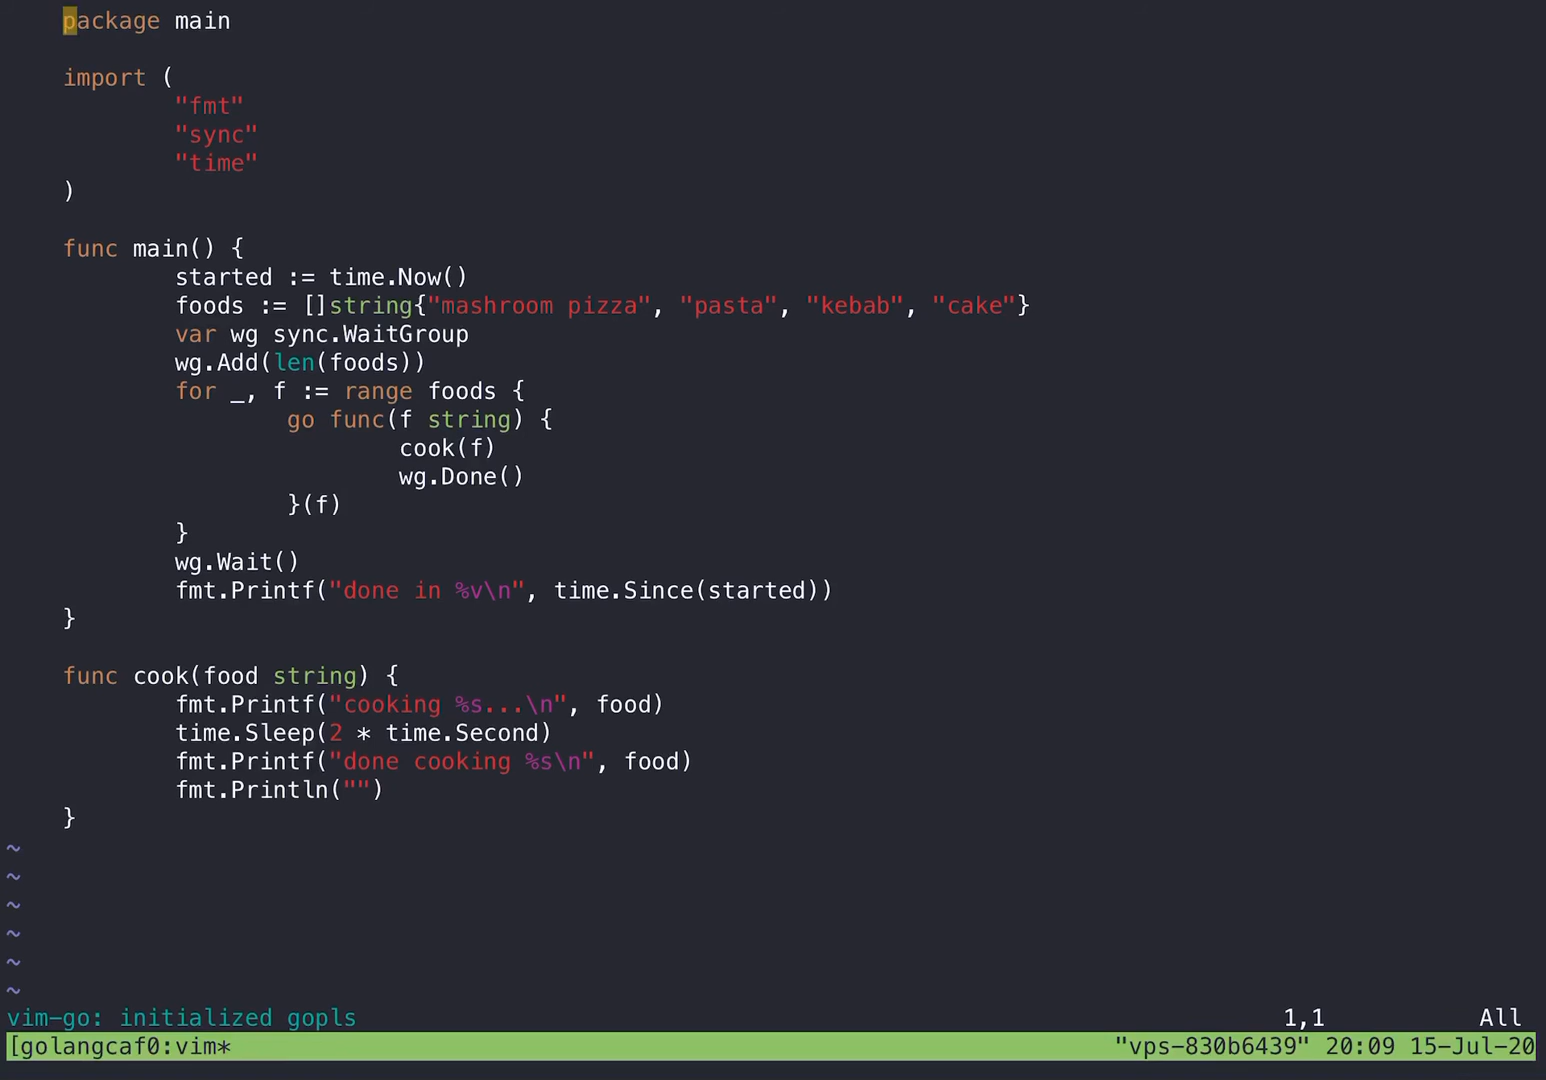 package main
import (
"fmt"
"sync"
"time"
)
func main() {
started := time.Now()
foods := []string{"mashroom pizza", "pasta", "kebab", "cake"}
var wg sync.WaitGroup
wg.Add(len(foods))
for _, f := range foods {
go func(f string) {
cook(f)
wg.Done()
}(f)
}
wg.Wait()
fmt.Printf("done in %v\n", time.Since(started))
}
func cook(food string) {
fmt.Printf("cooking %s...\n", food)
time.Sleep(2 * time.Second)
fmt.Printf("done cooking %s\n", food)
fmt.Println("")
}
~
~
~
~
~
~
vim-go: initialized gopls 1,1 All
[golangcaf0:vim* "vps-830b6439" 20:09 15-Jul-20